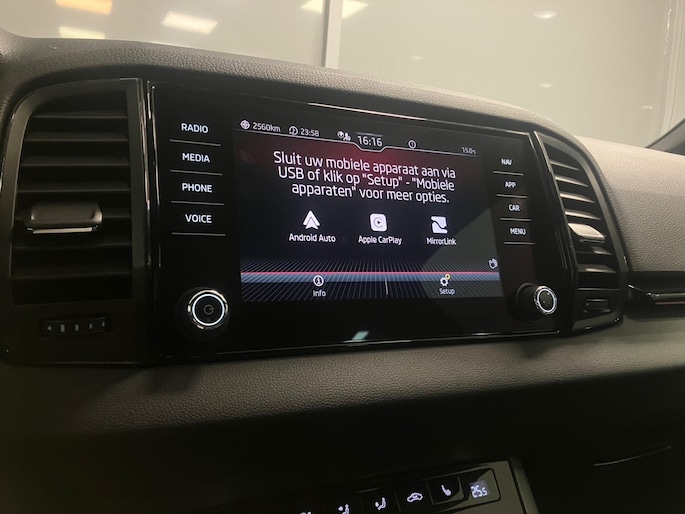 RADIO
MEDIA
PHONE
VOICE
2560km 23:58 16:16 15.0°C
Sluit uw mobiele apparaat aan via
USB of klik op "Setup" - "Mobiele
apparaten" voor meer opties.
Android Auto Apple CarPlay MirrorLink
Info Setup
NAV
APP
CAR
MENU
25.5